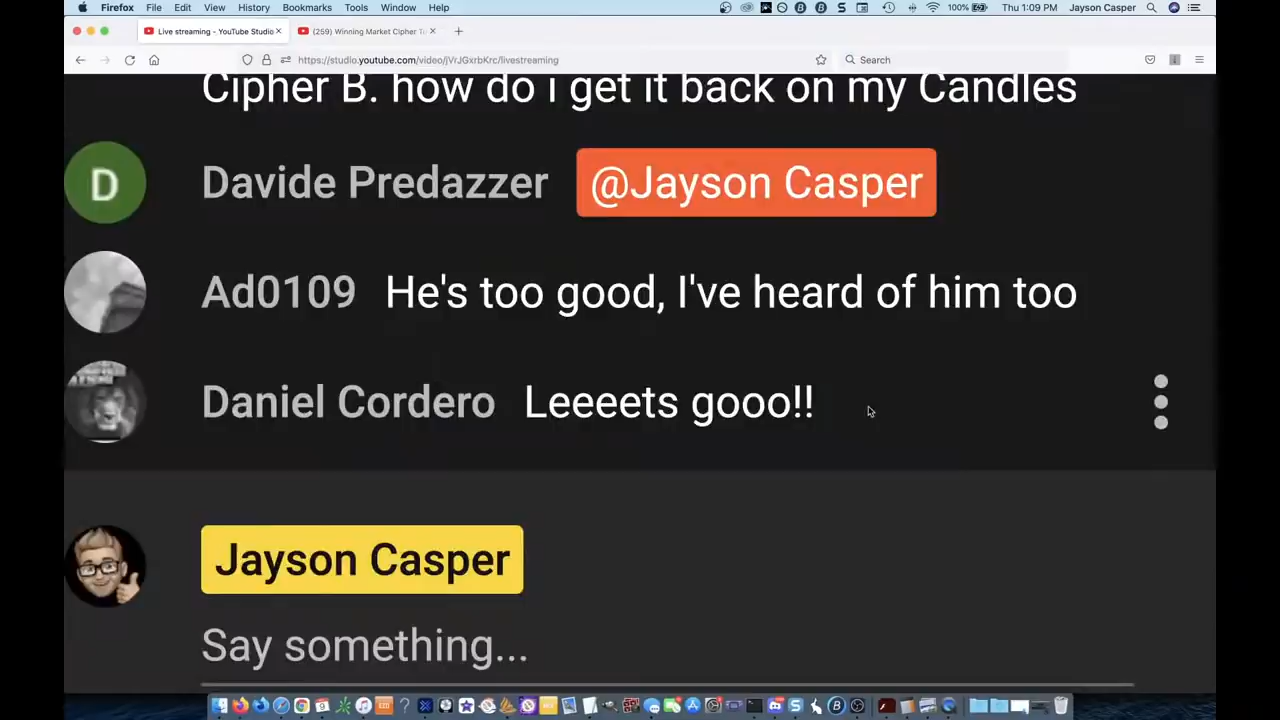 Firefox File Edit View History Bookmarks Tools Window Help 100% Thu 1:09 PM Jayson Casper
Live streaming - YouTube Studio (259) Winning Market Cipher T
https://studio.youtube.com/video/jVrJGxrbKrc/livestreaming Search
Cipher B. how do i get it back on my Candles
D Davide Predazzer @Jayson Casper
Ad0109 He's too good, I've heard of him too
Daniel Cordero Leeeets gooo!!
Jayson Casper
Say something...